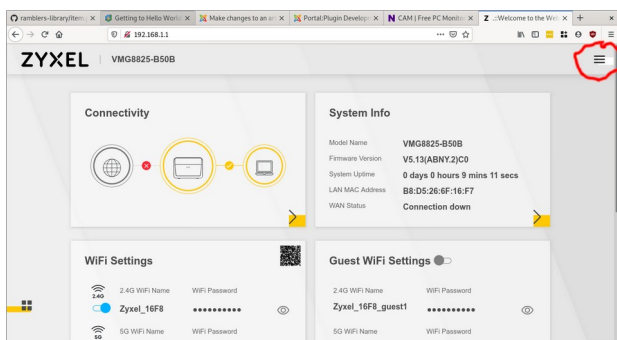 ramblers-library/item
Getting to Hello World
Make changes to an ar
Portal:Plugin Develop
CAM | Free PC Monitor
Z .::Welcome to the Web
192.168.1.1
ZYXEL VMG8825-B50B
Connectivity
System Info
Model Name VMG8825-B50B
Firmware Version V5.13(ABNY.2)C0
System Uptime 0 days 0 hours 9 mins 11 secs
LAN MAC Address B8:D5:26:6F:16:F7
WAN Status Connection down
WiFi Settings
Guest WiFi Settings
2.4G WiFi Name WiFi Password
2.4G
Zyxel_16F8 ●●●●●●●●●●
5G WiFi Name WiFi Password
5G
2.4G WiFi Name WiFi Password
Zyxel_16F8_guest1 ●●●●●●●●●●
5G WiFi Name WiFi Password